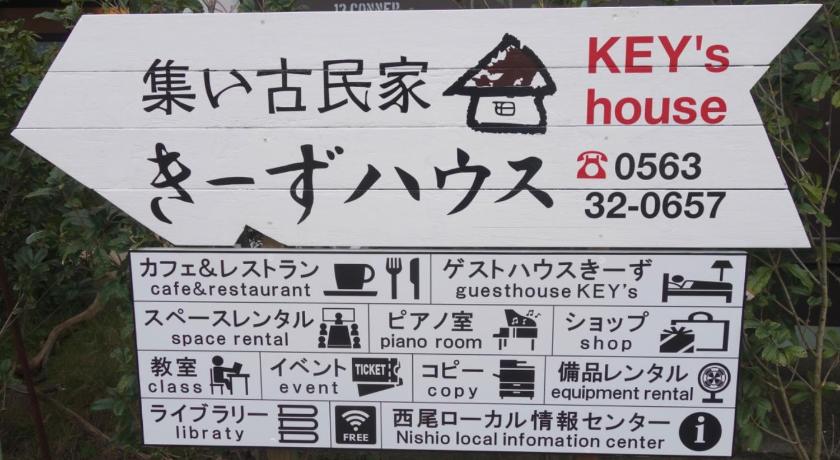 13 CONNER
集い古民家
KEY's
house
きーずハウス
0563
32-0657
カフェ&レストラン
cafe&restaurant
ゲストハウスきーず
guesthouse KEY's
スペースレンタル
space rental
ピアノ室
piano room
ショップ
shop
教室
class
イベント
event
TICKET
コピー
copy
備品レンタル
equipment rental
ライブラリー
libraty
FREE
西尾ローカル情報センター
Nishio local infomation center